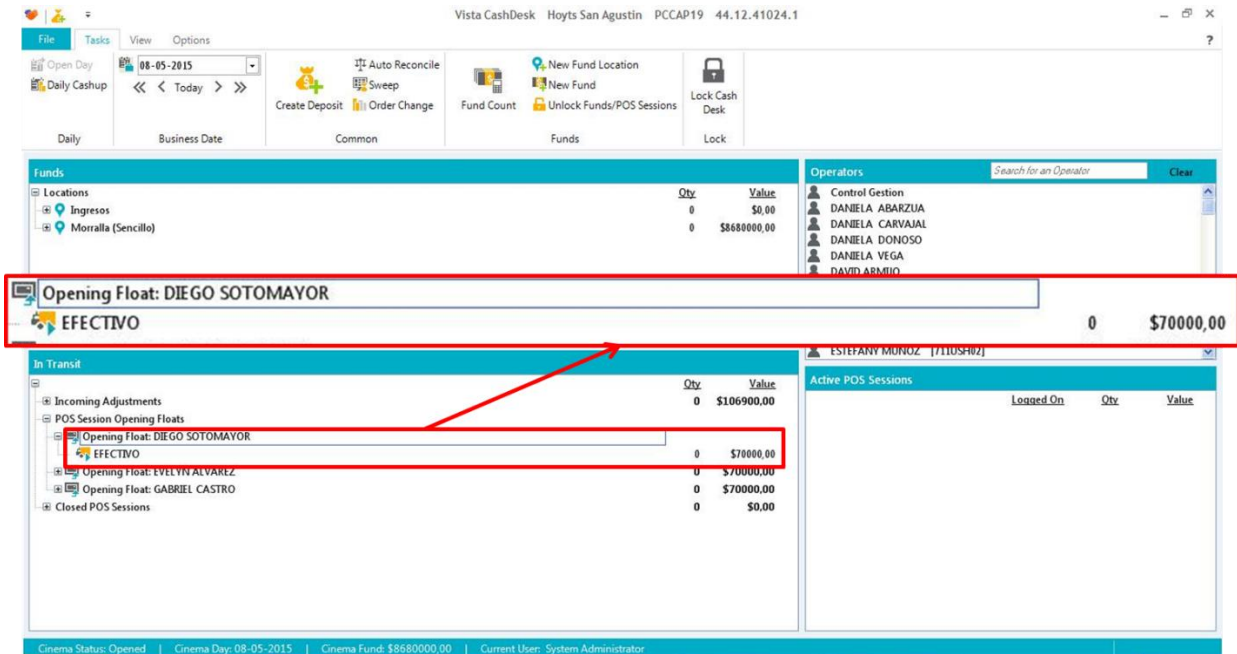 Vista CashDesk Hoyts San Agustin PCCAP19 44.12.41024.1
File Tasks View Options ?
Open Day
Daily Cashup
Daily
08-05-2015
Today
Business Date
Create Deposit
Auto Reconcile
Sweep
Order Change
Common
Fund Count
New Fund Location
New Fund
Unlock Funds/POS Sessions
Funds
Lock Cash
Desk
Lock
Funds
Locations Qty Value
Ingresos 0 $0,00
Morralla (Sencillo) 0 $8680000,00
Operators Search for an Operator Clear
Control Gestion
DANIELA ABARZUA
DANIELA CARVAJAL
DANIELA DONOSO
DANIELA VEGA
DAVID ARMIJO
Opening Float: DIEGO SOTOMAYOR
EFECTIVO 0 $70000,00
ESTEFANY MUNOZ [711USH02]
In Transit
Qty Value
Incoming Adjustments 0 $106900,00
POS Session Opening Floats
Opening Float: DIEGO SOTOMAYOR
EFECTIVO 0 $70000,00
Opening Float: EVELYN ALVAREZ 0 $70000,00
Opening Float: GABRIEL CASTRO 0 $70000,00
Closed POS Sessions 0 $0,00
Active POS Sessions
Logged On Qty Value
Cinema Status: Opened | Cinema Day: 08-05-2015 | Cinema Fund: $8680000,00 | Current User: System Administrator